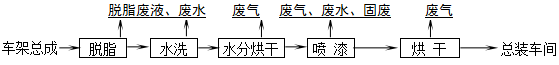 脱脂废液、废水 废气 废气、废水、固废 废气
车架总成 脱脂 水洗 水分烘干 喷 漆 烘 干 总装车间